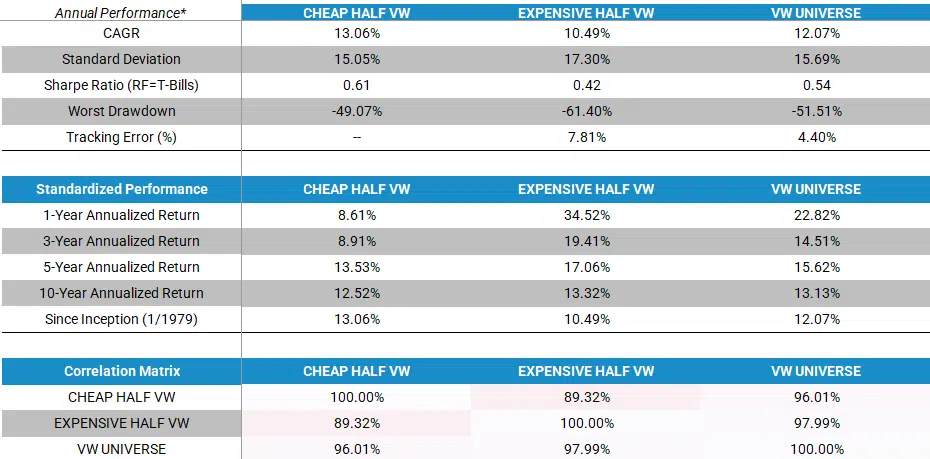 Annual Performance* CHEAP HALF VW EXPENSIVE HALF VW VW UNIVERSE
CAGR 13.06% 10.49% 12.07%
Standard Deviation 15.05% 17.30% 15.69%
Sharpe Ratio (RF=T-Bills) 0.61 0.42 0.54
Worst Drawdown -49.07% -61.40% -51.51%
Tracking Error (%) -- 7.81% 4.40%
Standardized Performance CHEAP HALF VW EXPENSIVE HALF VW VW UNIVERSE
1-Year Annualized Return 8.61% 34.52% 22.82%
3-Year Annualized Return 8.91% 19.41% 14.51%
5-Year Annualized Return 13.53% 17.06% 15.62%
10-Year Annualized Return 12.52% 13.32% 13.13%
Since Inception (1/1979) 13.06% 10.49% 12.07%
Correlation Matrix CHEAP HALF VW EXPENSIVE HALF VW VW UNIVERSE
CHEAP HALF VW 100.00% 89.32% 96.01%
EXPENSIVE HALF VW 89.32% 100.00% 97.99%
VW UNIVERSE 96.01% 97.99% 100.00%